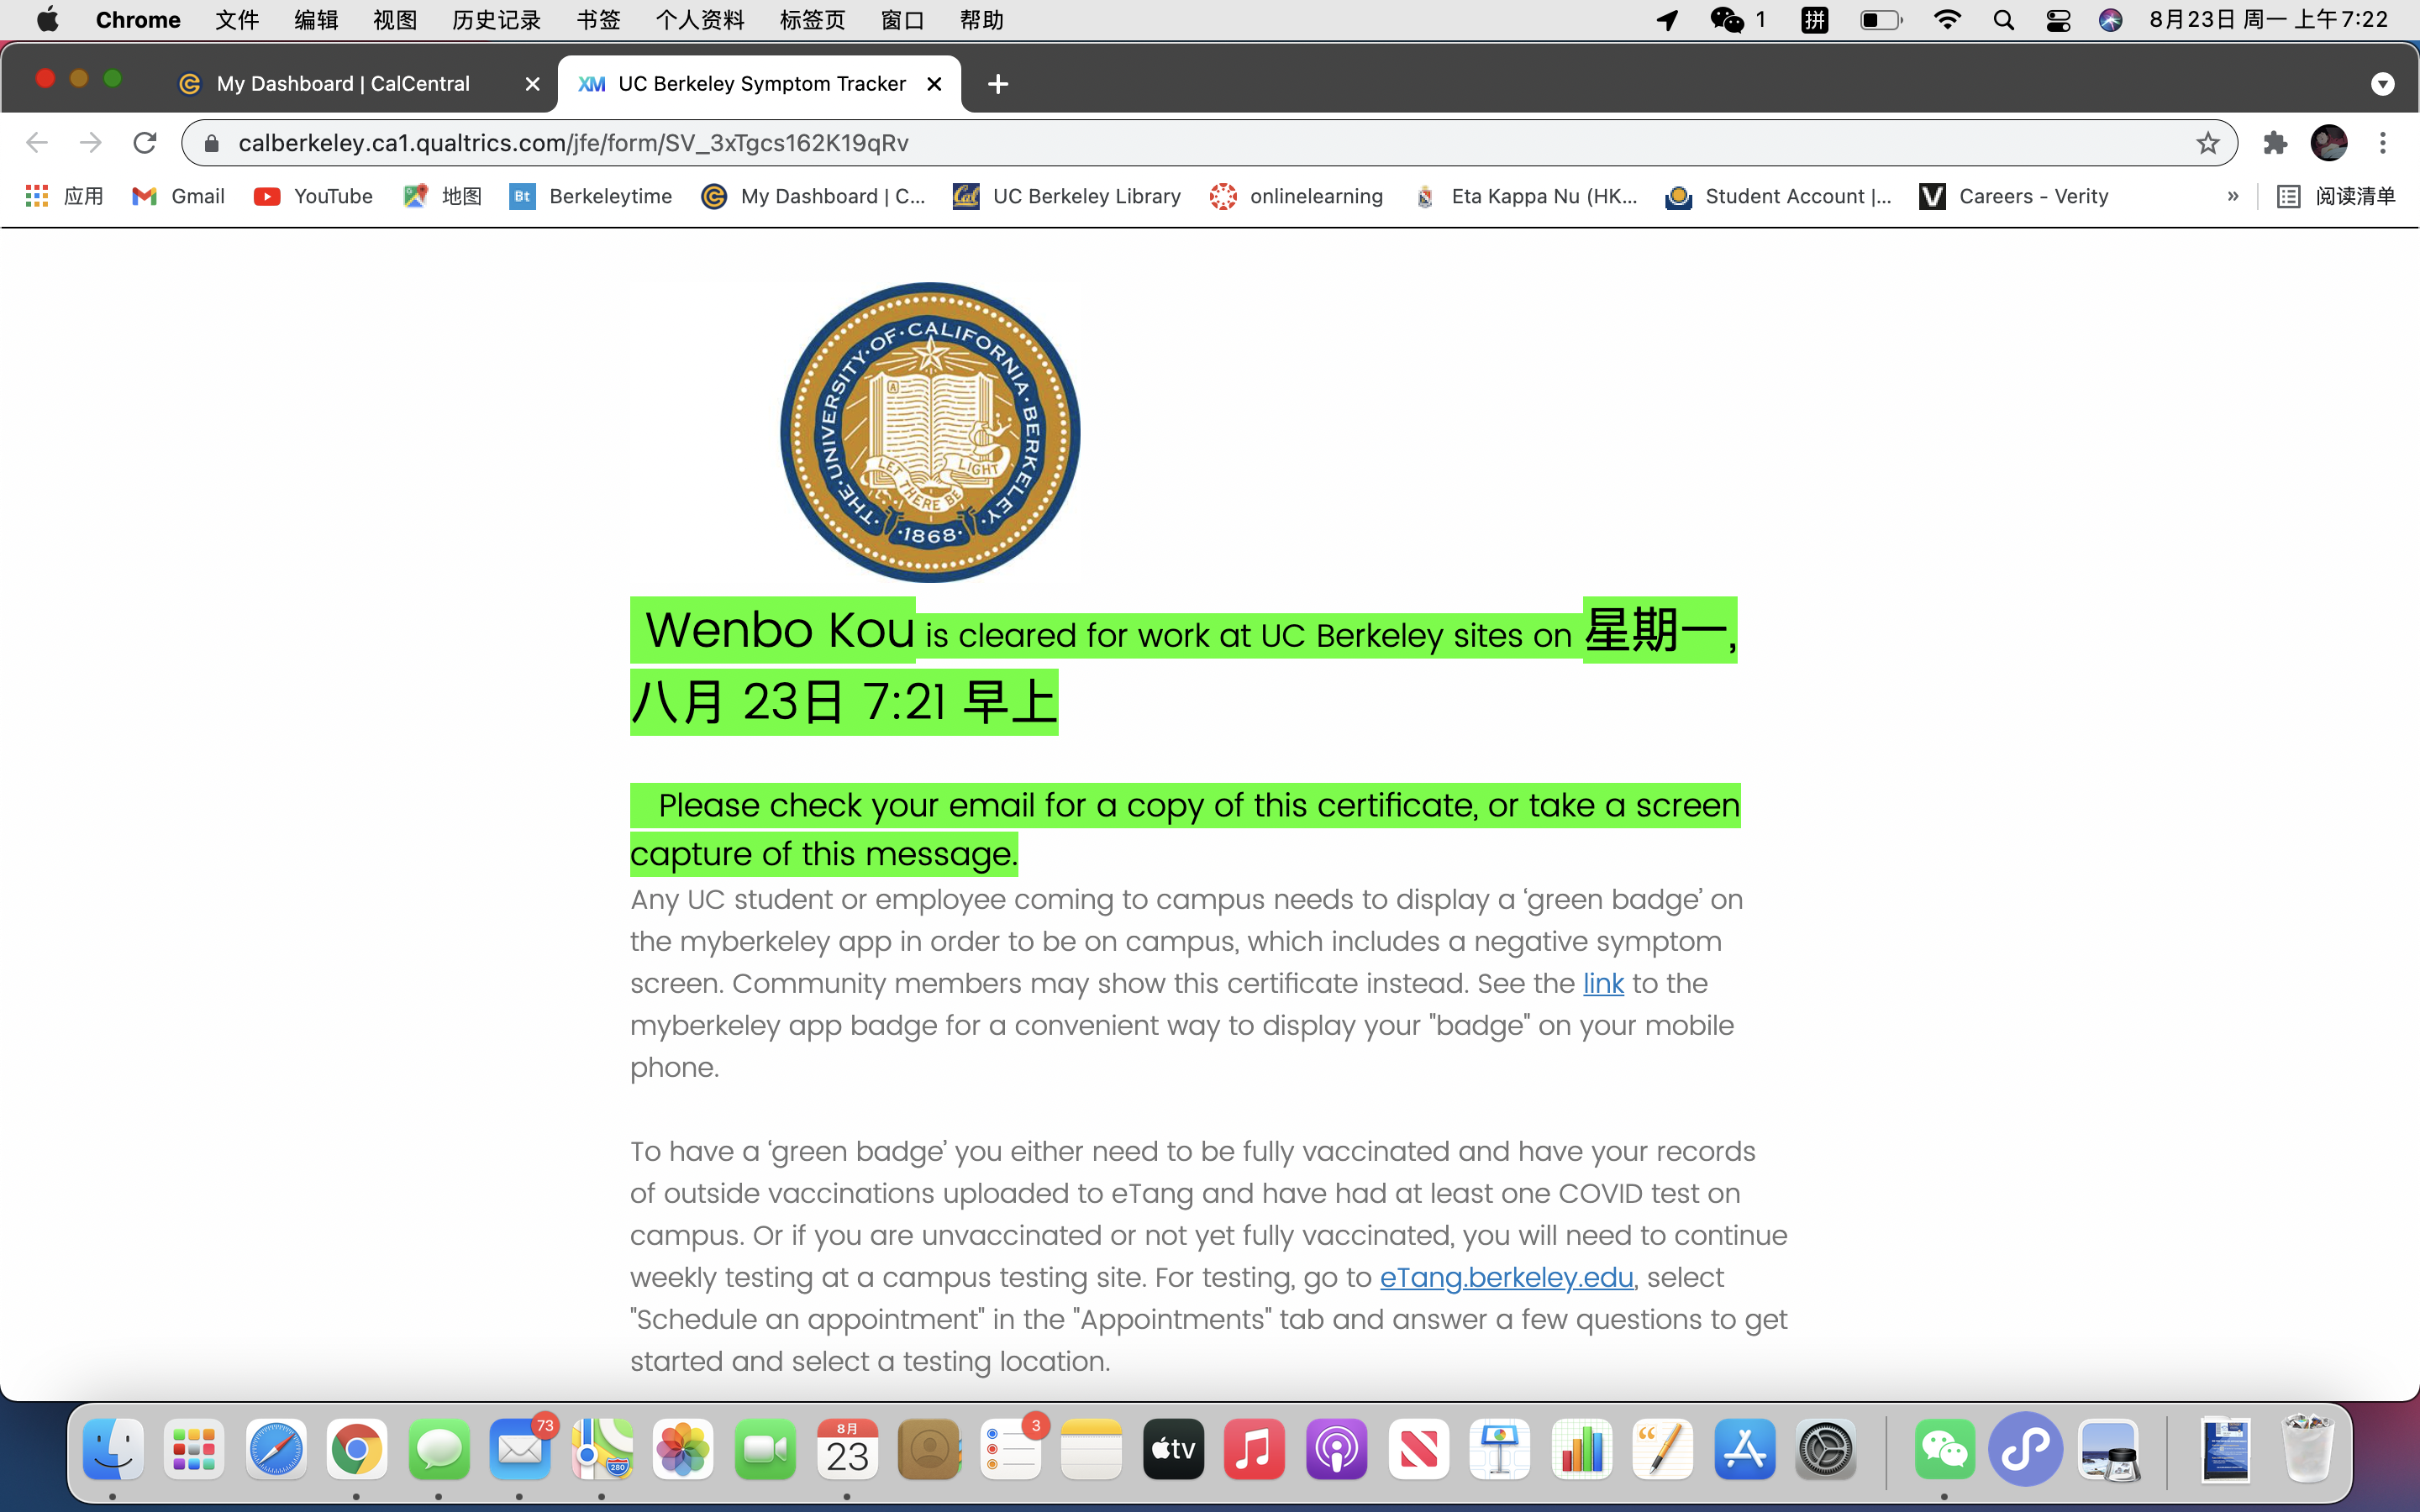 Chrome 文件 编辑 视图 历史记录 书签 个人资料 标签页 窗口 帮助 1 拼 8月23日 周一 上午7:22
My Dashboard | CalCentral XM UC Berkeley Symptom Tracker
calberkeley.ca1.qualtrics.com/jfe/form/SV_3xTgcs162K19qRv
应用 Gmail YouTube 地图 Bt Berkeleytime My Dashboard | C... Cal UC Berkeley Library onlinelearning Eta Kappa Nu (HK... Student Account |... V Careers - Verity » 阅读清单
THE·UNIVERSITY·OF·CALIFORNIA·BERKELEY
A
LET THERE BE LIGHT
·1868·
Wenbo Kou is cleared for work at UC Berkeley sites on 星期一,
八月 23日 7:21 早上
Please check your email for a copy of this certificate, or take a screen
capture of this message.
Any UC student or employee coming to campus needs to display a ‘green badge’ on
the myberkeley app in order to be on campus, which includes a negative symptom
screen. Community members may show this certificate instead. See the link to the
myberkeley app badge for a convenient way to display your "badge" on your mobile
phone.
To have a ‘green badge’ you either need to be fully vaccinated and have your records
of outside vaccinations uploaded to eTang and have had at least one COVID test on
campus. Or if you are unvaccinated or not yet fully vaccinated, you will need to continue
weekly testing at a campus testing site. For testing, go to eTang.berkeley.edu, select
"Schedule an appointment" in the "Appointments" tab and answer a few questions to get
started and select a testing location.
73 280 8月 23 3 tv